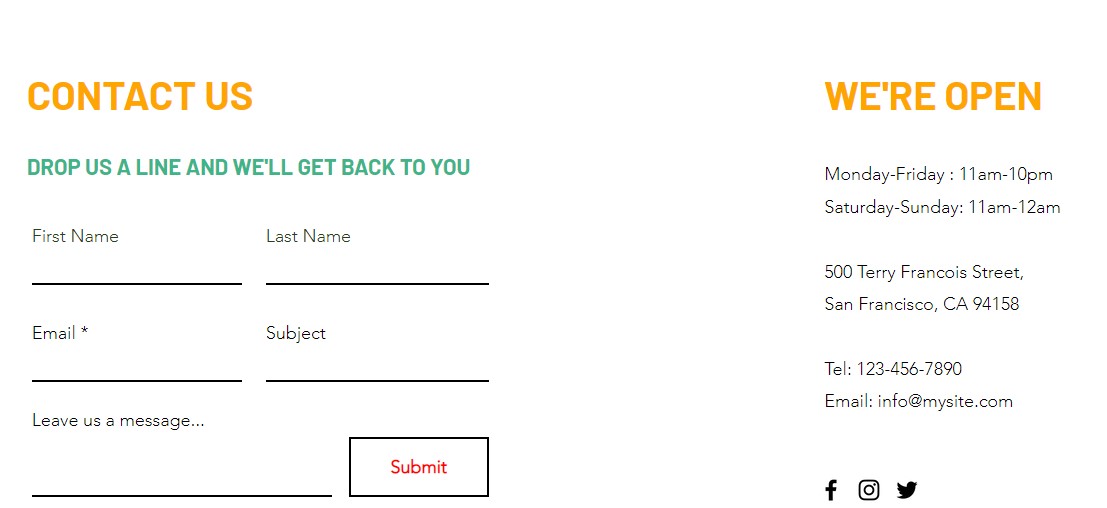 CONTACT US
DROP US A LINE AND WE'LL GET BACK TO YOU
First Name
Last Name
Email *
Subject
Leave us a message...
Submit
WE'RE OPEN
Monday-Friday : 11am-10pm
Saturday-Sunday: 11am-12am
500 Terry Francois Street,
San Francisco, CA 94158
Tel: 123-456-7890
Email: info@mysite.com